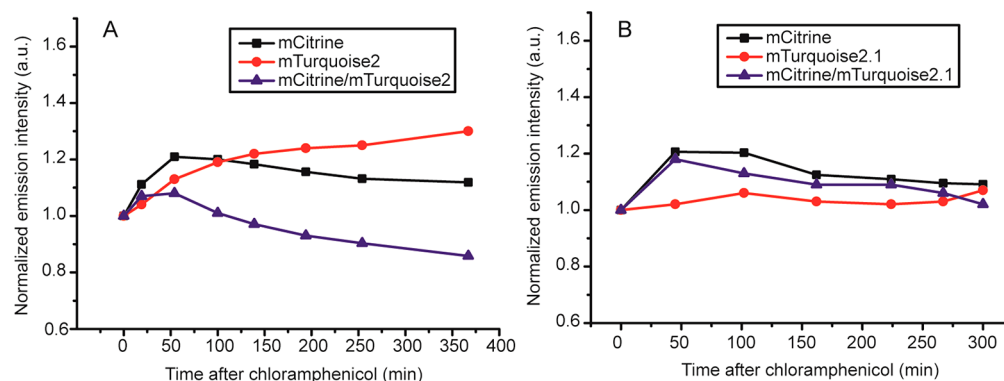 A
mCitrine
mTurquoise2
mCitrine/mTurquoise2
Normalized emission intensity (a.u.)
1.6
1.4
1.2
1.0
0.8
0.6
0 50 100 150 200 250 300 350 400
Time after chloramphenicol (min)
B
mCitrine
mTurquoise2.1
mCitrine/mTurquoise2.1
Normalized emission intensity (a.u.)
1.6
1.4
1.2
1.0
0.8
0.6
0 50 100 150 200 250 300
Time after chloramphenicol (min)